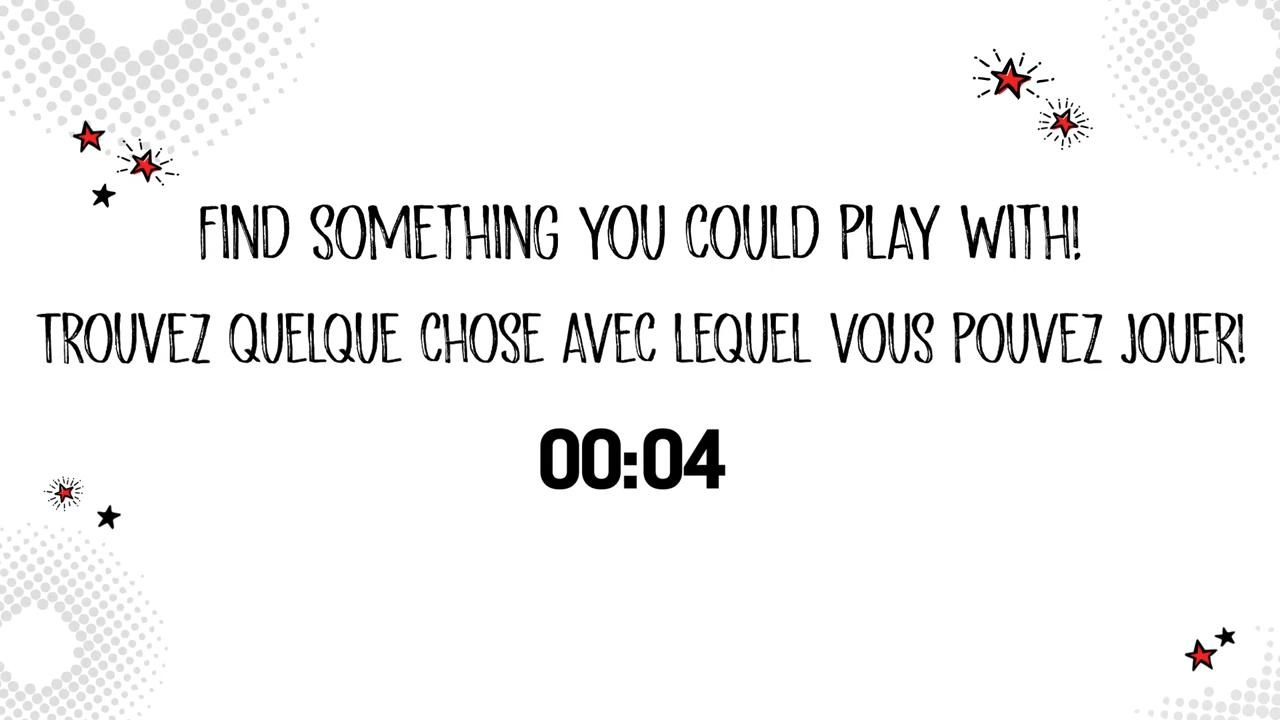 FIND SOMETHING YOU COULD PLAY WITH!
TROUVEZ QUELQUE CHOSE AVEC LEQUEL VOUS POUVEZ JOUER!
00:04